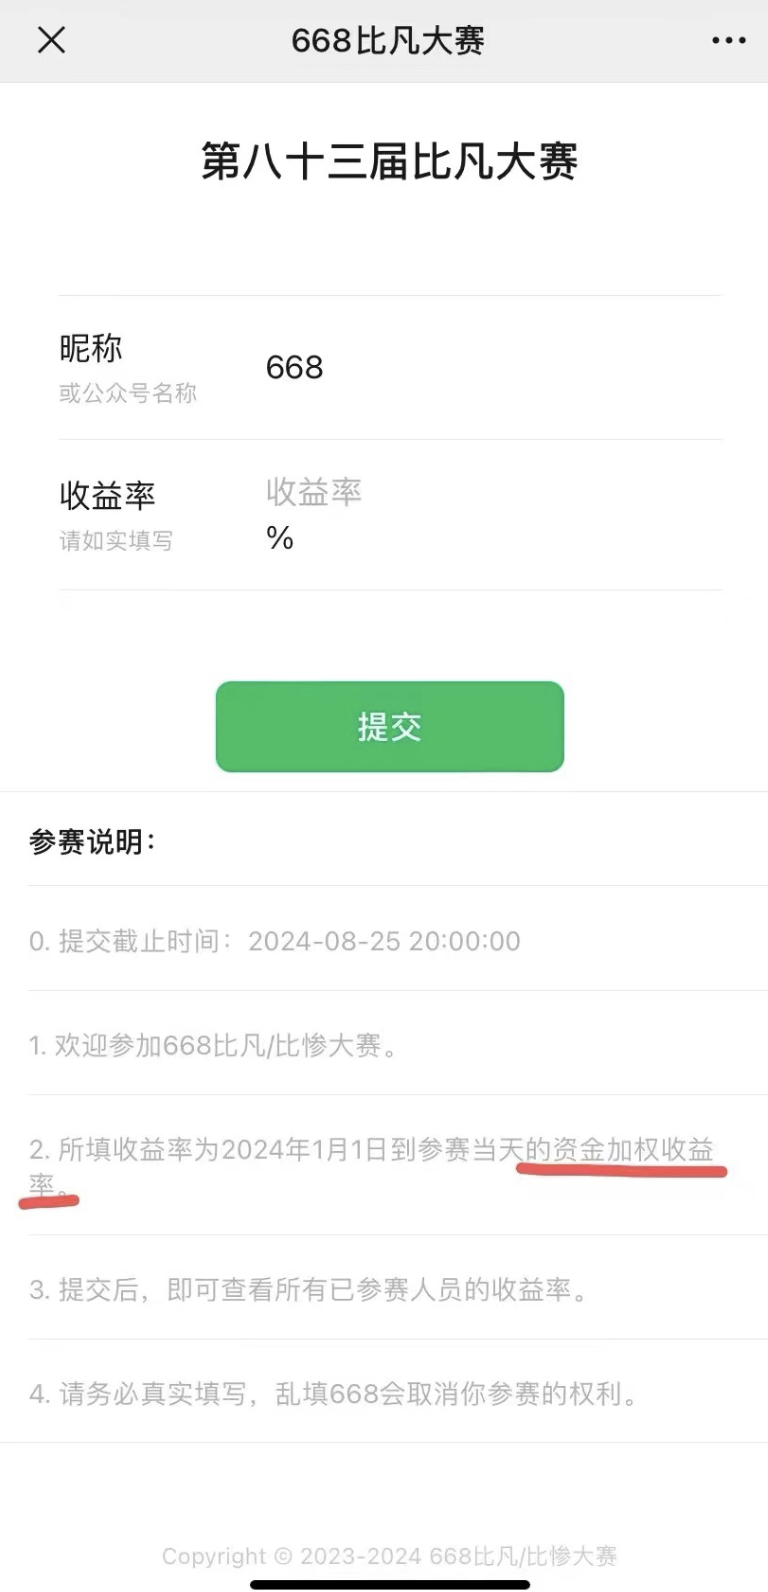 668比凡大赛
第八十三届比凡大赛
昵称
或公众号名称
668
收益率
请如实填写
收益率
%
提交
参赛说明：
0. 提交截止时间：2024-08-25 20:00:00
1. 欢迎参加668比凡/比惨大赛。
2. 所填收益率为2024年1月1日到参赛当天的资金加权收益
率。
3. 提交后，即可查看所有已参赛人员的收益率。
4. 请务必真实填写，乱填668会取消你参赛的权利。
Copyright © 2023-2024 668比凡/比惨大赛